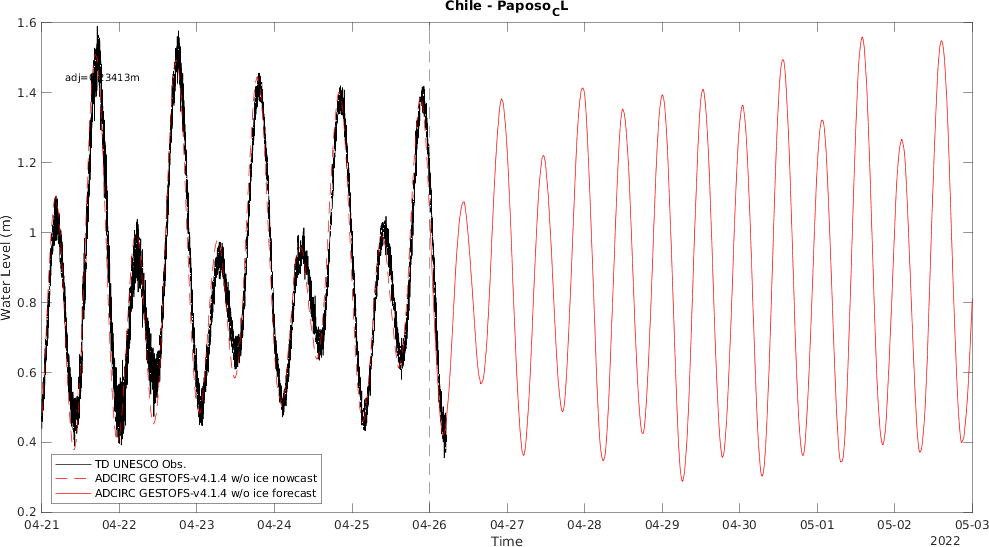 Chile - Paposo_CL
1.6
1.4
1.2
1
0.8
0.6
0.4
0.2
Water Level (m)
adj=0.23413m
TD UNESCO Obs.
ADCIRC GESTOFS-v4.1.4 w/o ice nowcast
ADCIRC GESTOFS-v4.1.4 w/o ice forecast
04-21 04-22 04-23 04-24 04-25 04-26 04-27 04-28 04-29 04-30 05-01 05-02 05-03
Time
2022